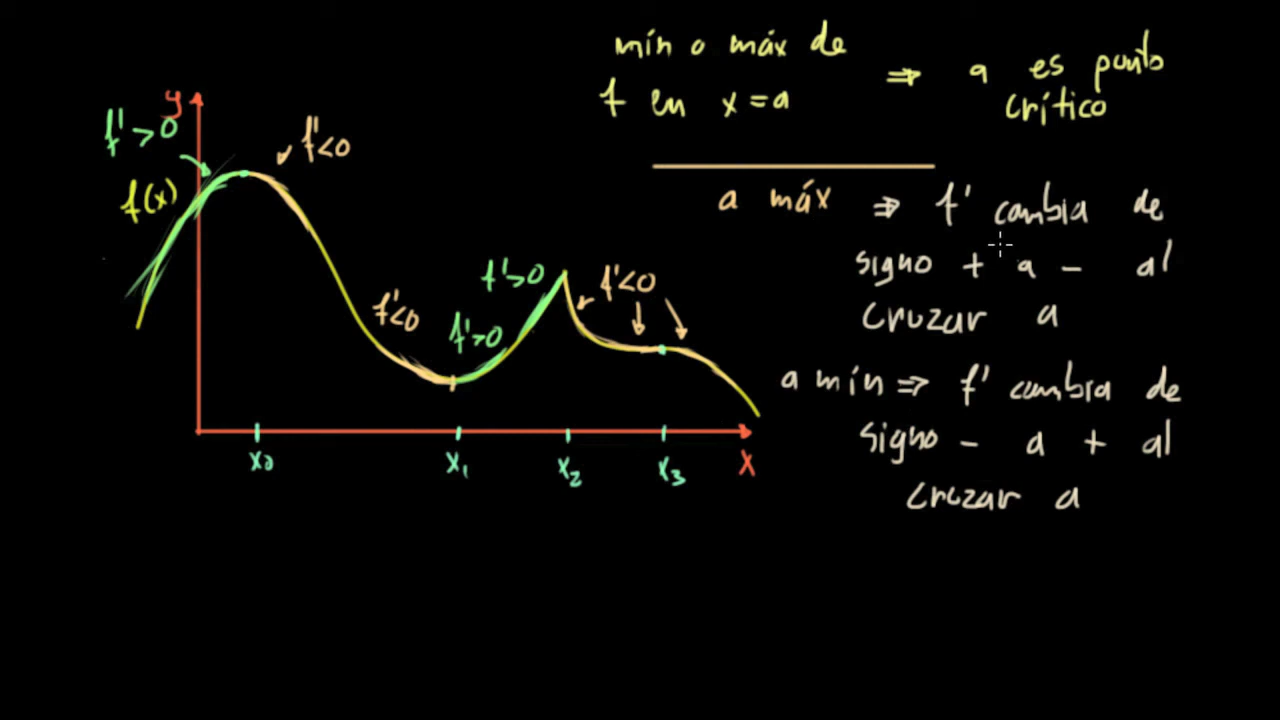 mín o máx de
f en x = a
⇒ a es punto
crítico
y
f'>0
f'<0
f(x)
a máx ⇒ f' cambia de
signo + a - al
cruzar a
f'>0
f'<0
f'<0
f'>0
a mín ⇒ f' cambia de
signo - a + al
cruzar a
x₀
x₁
x₂
x₃
x